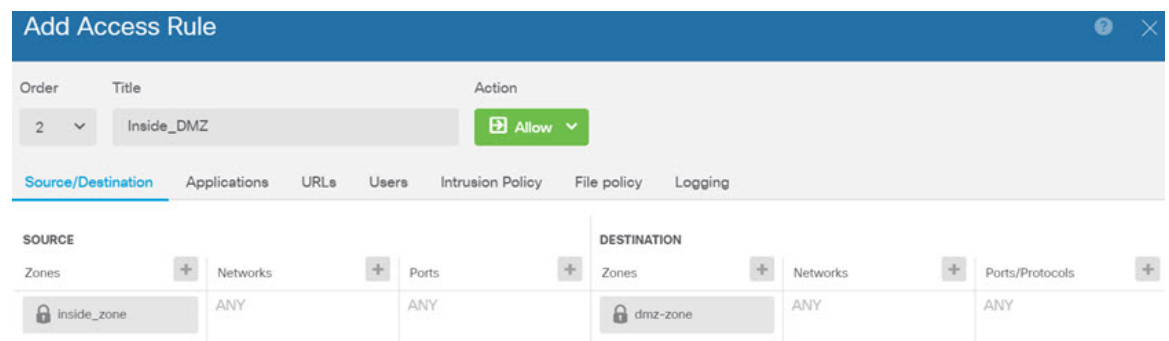 Add Access Rule
Order Title Action
2 Inside_DMZ Allow
Source/Destination Applications URLs Users Intrusion Policy File policy Logging
SOURCE DESTINATION
Zones + Networks + Ports + Zones + Networks + Ports/Protocols +
inside_zone ANY ANY dmz-zone ANY ANY